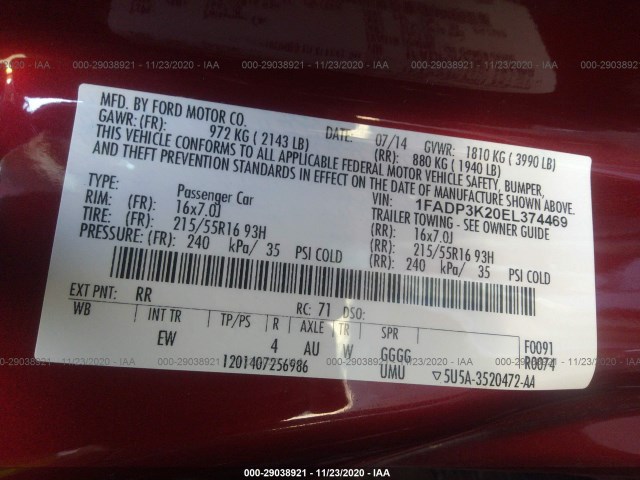 000-29038921 - 11/23/2020 - IAA
MFD. BY FORD MOTOR CO.
DATE: 07/14 GVWR: 1810 KG (3990 LB)
GAWR: (FR): 972 KG (2143 LB) (RR): 880 KG (1940 LB)
THIS VEHICLE CONFORMS TO ALL APPLICABLE FEDERAL MOTOR VEHICLE SAFETY, BUMPER,
AND THEFT PREVENTION STANDARDS IN EFFECT ON THE DATE OF MANUFACTURE SHOWN ABOVE.
VIN: 1FADP3K20EL374469
TYPE: Passenger Car TRAILER TOWING - SEE OWNER GUIDE
RIM: (FR): 16x7.0J (RR): 16x7.0J
TIRE: (FR): 215/55R16 93H (RR): 215/55R16 93H
PRESSURE: (FR): 240 kPa/ 35 PSI COLD (RR): 240 kPa/ 35 PSI COLD
EXT PNT: RR RC: 71 DSO:
WB INT TR TP/PS R AXLE TR SPR F0091
EW 4 AU W GGGG R0074
1201407256986 UMU ▽5U5A-3520472-AA
000-29038921 - 11/23/2020 - IAA